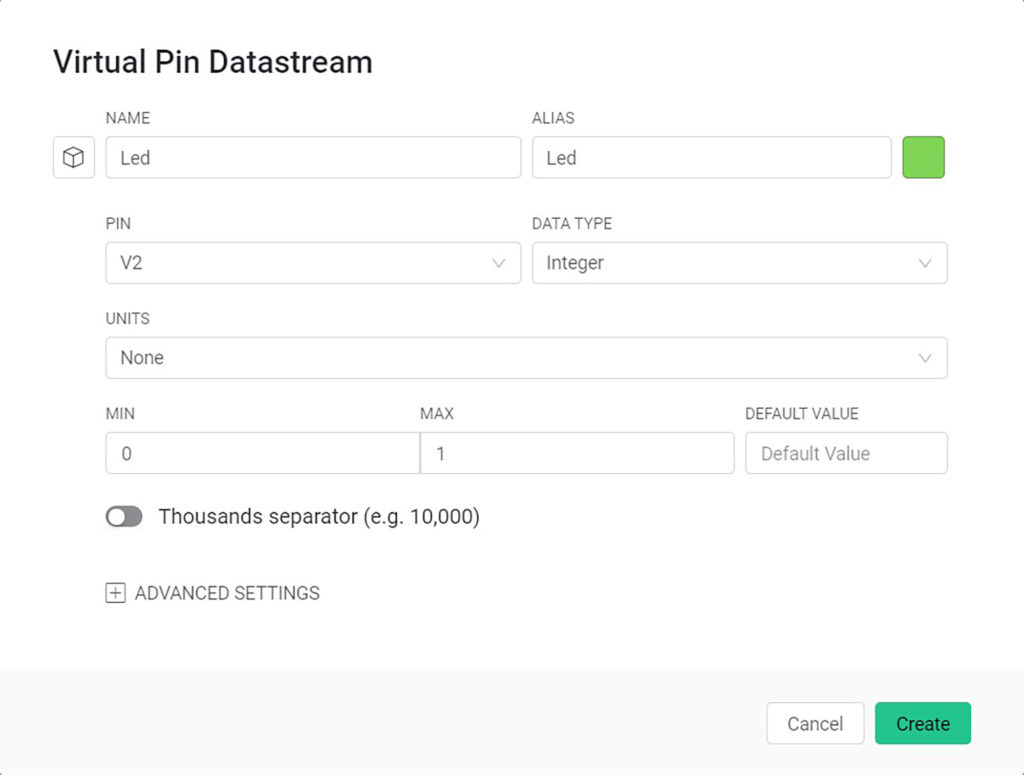 Virtual Pin Datastream
NAME
ALIAS
Led
Led
PIN
DATA TYPE
V2
Integer
UNITS
None
MIN
MAX
DEFAULT VALUE
0
1
Default Value
Thousands separator (e.g. 10,000)
ADVANCED SETTINGS
Cancel
Create